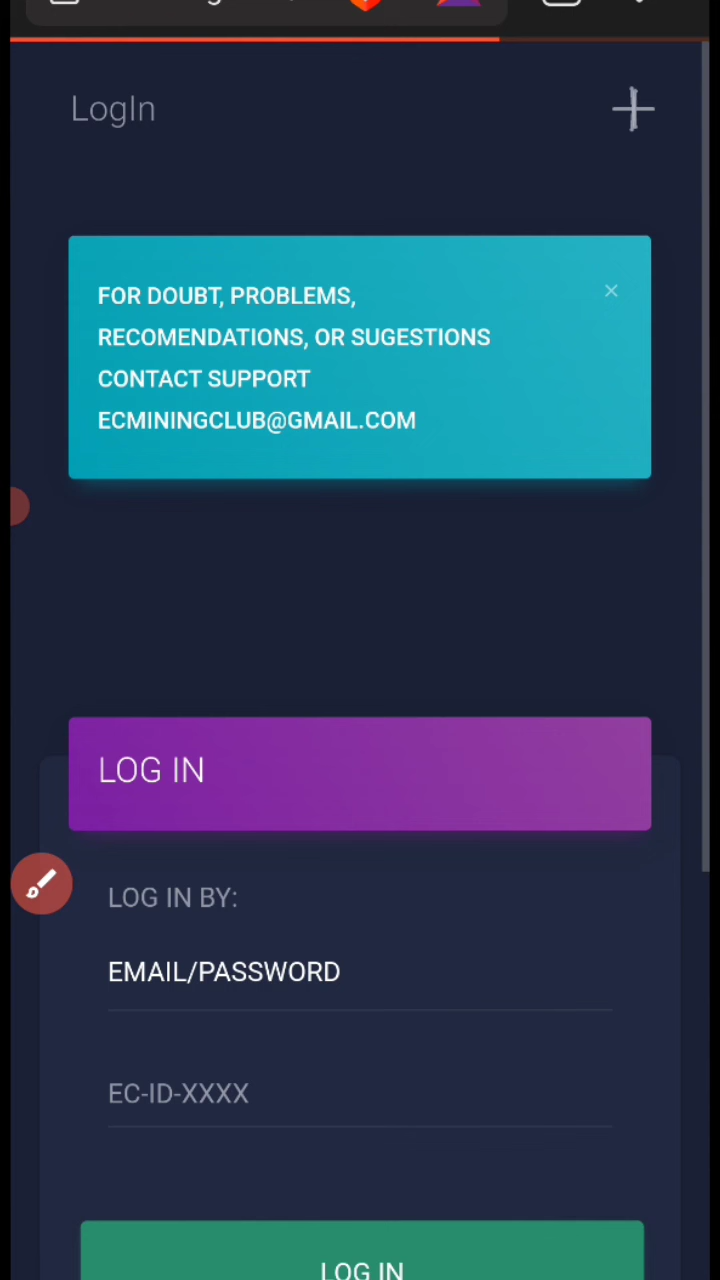 LogIn
FOR DOUBT, PROBLEMS,
RECOMENDATIONS, OR SUGESTIONS
CONTACT SUPPORT
ECMININGCLUB@GMAIL.COM
LOG IN
LOG IN BY:
EMAIL/PASSWORD
EC-ID-XXXX
LOG IN